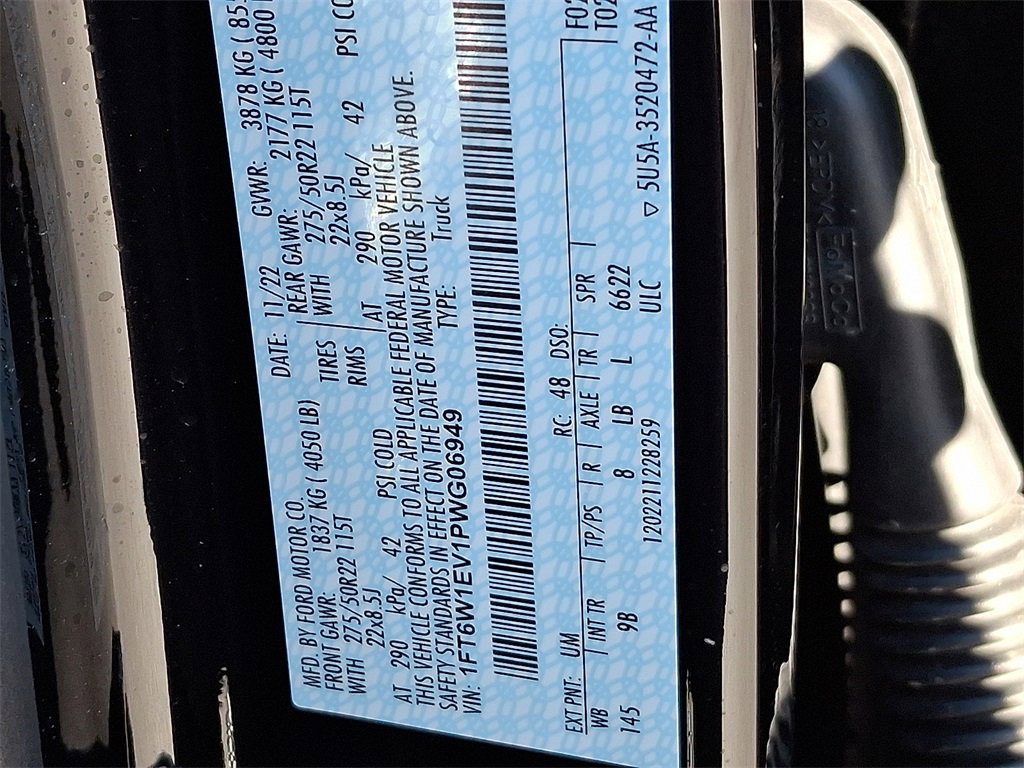 MFD. BY FORD MOTOR CO. DATE: 11/22 GVWR: 3878 KG ( 85
FRONT GAWR: 1837 KG ( 4050 LB) REAR GAWR: 2177 KG ( 4800
WITH 275/50R22 115T TIRES WITH 275/50R22 115T
22x8.5J RIMS 22x8.5J
AT 290 kPa/ 42 PSI COLD AT 290 kPa/ 42 PSI CO
THIS VEHICLE CONFORMS TO ALL APPLICABLE FEDERAL MOTOR VEHICLE
SAFETY STANDARDS IN EFFECT ON THE DATE OF MANUFACTURE SHOWN ABOVE.
VIN: 1FT6W1EV1PWG06949 TYPE: Truck
EXT PNT: UM RC: 48 DSO: F02
WB INT TR TP/PS R AXLE TR SPR T02
145 9B 8 LB L 6622
1202211228259 ULC ▽ 5U5A-3520472-AA
FoMoCo